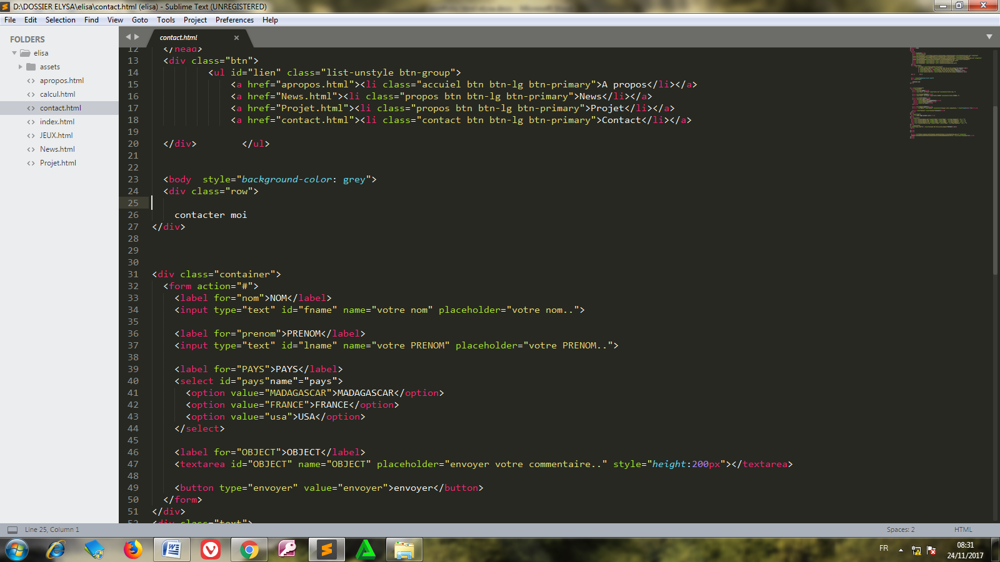 D:\DOSSIER ELYSA\elisa\contact.html (elisa) - Sublime Text (UNREGISTERED)
File Edit Selection Find View Goto Tools Project Preferences Help
FOLDERS
elisa
assets
apropos.html
calcul.html
contact.html
index.html
JEUX.html
News.html
Projet.html
contact.html
12 </head>
13 <div class="btn">
14 <ul id="lien" class="list-unstyle btn-group">
15 <a href="apropos.html"><li class="accuiel btn btn-lg btn-primary">A propos</li></a>
16 <a href="News.html"><li class="propos btn btn-lg btn-primary">News</li></a>
17 <a href="Projet.html"><li class="propos btn btn-lg btn-primary">Projet</li></a>
18 <a href="contact.html"><li class="contact btn btn-lg btn-primary">Contact</li></a>
19
20 </div> </ul>
21
22
23 <body style="background-color: grey">
24 <div class="row">
25
26 contacter moi
27 </div>
28
29
30
31 <div class="container">
32 <form action="#">
33 <label for="nom">NOM</label>
34 <input type="text" id="fname" name="votre nom" placeholder="votre nom..">
35
36 <label for="prenom">PRENOM</label>
37 <input type="text" id="lname" name="votre PRENOM" placeholder="votre PRENOM..">
38
39 <label for="PAYS">PAYS</label>
40 <select id="pays"name"="pays">
41 <option value="MADAGASCAR">MADAGASCAR</option>
42 <option value="FRANCE">FRANCE</option>
43 <option value="usa">USA</option>
44 </select>
45
46 <label for="OBJECT">OBJECT</label>
47 <textarea id="OBJECT" name="OBJECT" placeholder="envoyer votre commentaire.." style="height:200px"></textarea>
48
49 <button type="envoyer" value="envoyer">envoyer</button>
50 </form>
51 </div>
52 <div class="text">
Line 25, Column 1
Spaces: 2
HTML
FR
08:31
24/11/2017